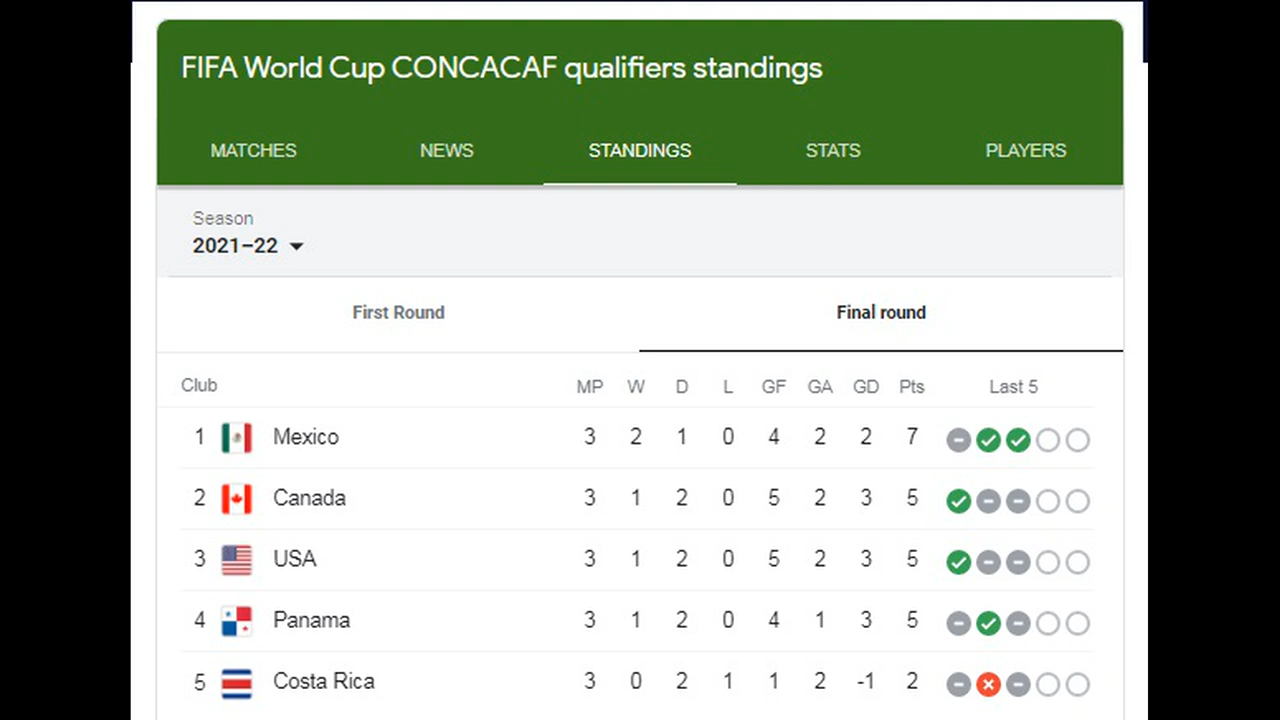 FIFA World Cup CONCACAF qualifiers standings
MATCHES NEWS STANDINGS STATS PLAYERS
Season
2021–22
First Round Final round
Club MP W D L GF GA GD Pts Last 5
1 Mexico 3 2 1 0 4 2 2 7
2 Canada 3 1 2 0 5 2 3 5
3 USA 3 1 2 0 5 2 3 5
4 Panama 3 1 2 0 4 1 3 5
5 Costa Rica 3 0 2 1 1 2 -1 2